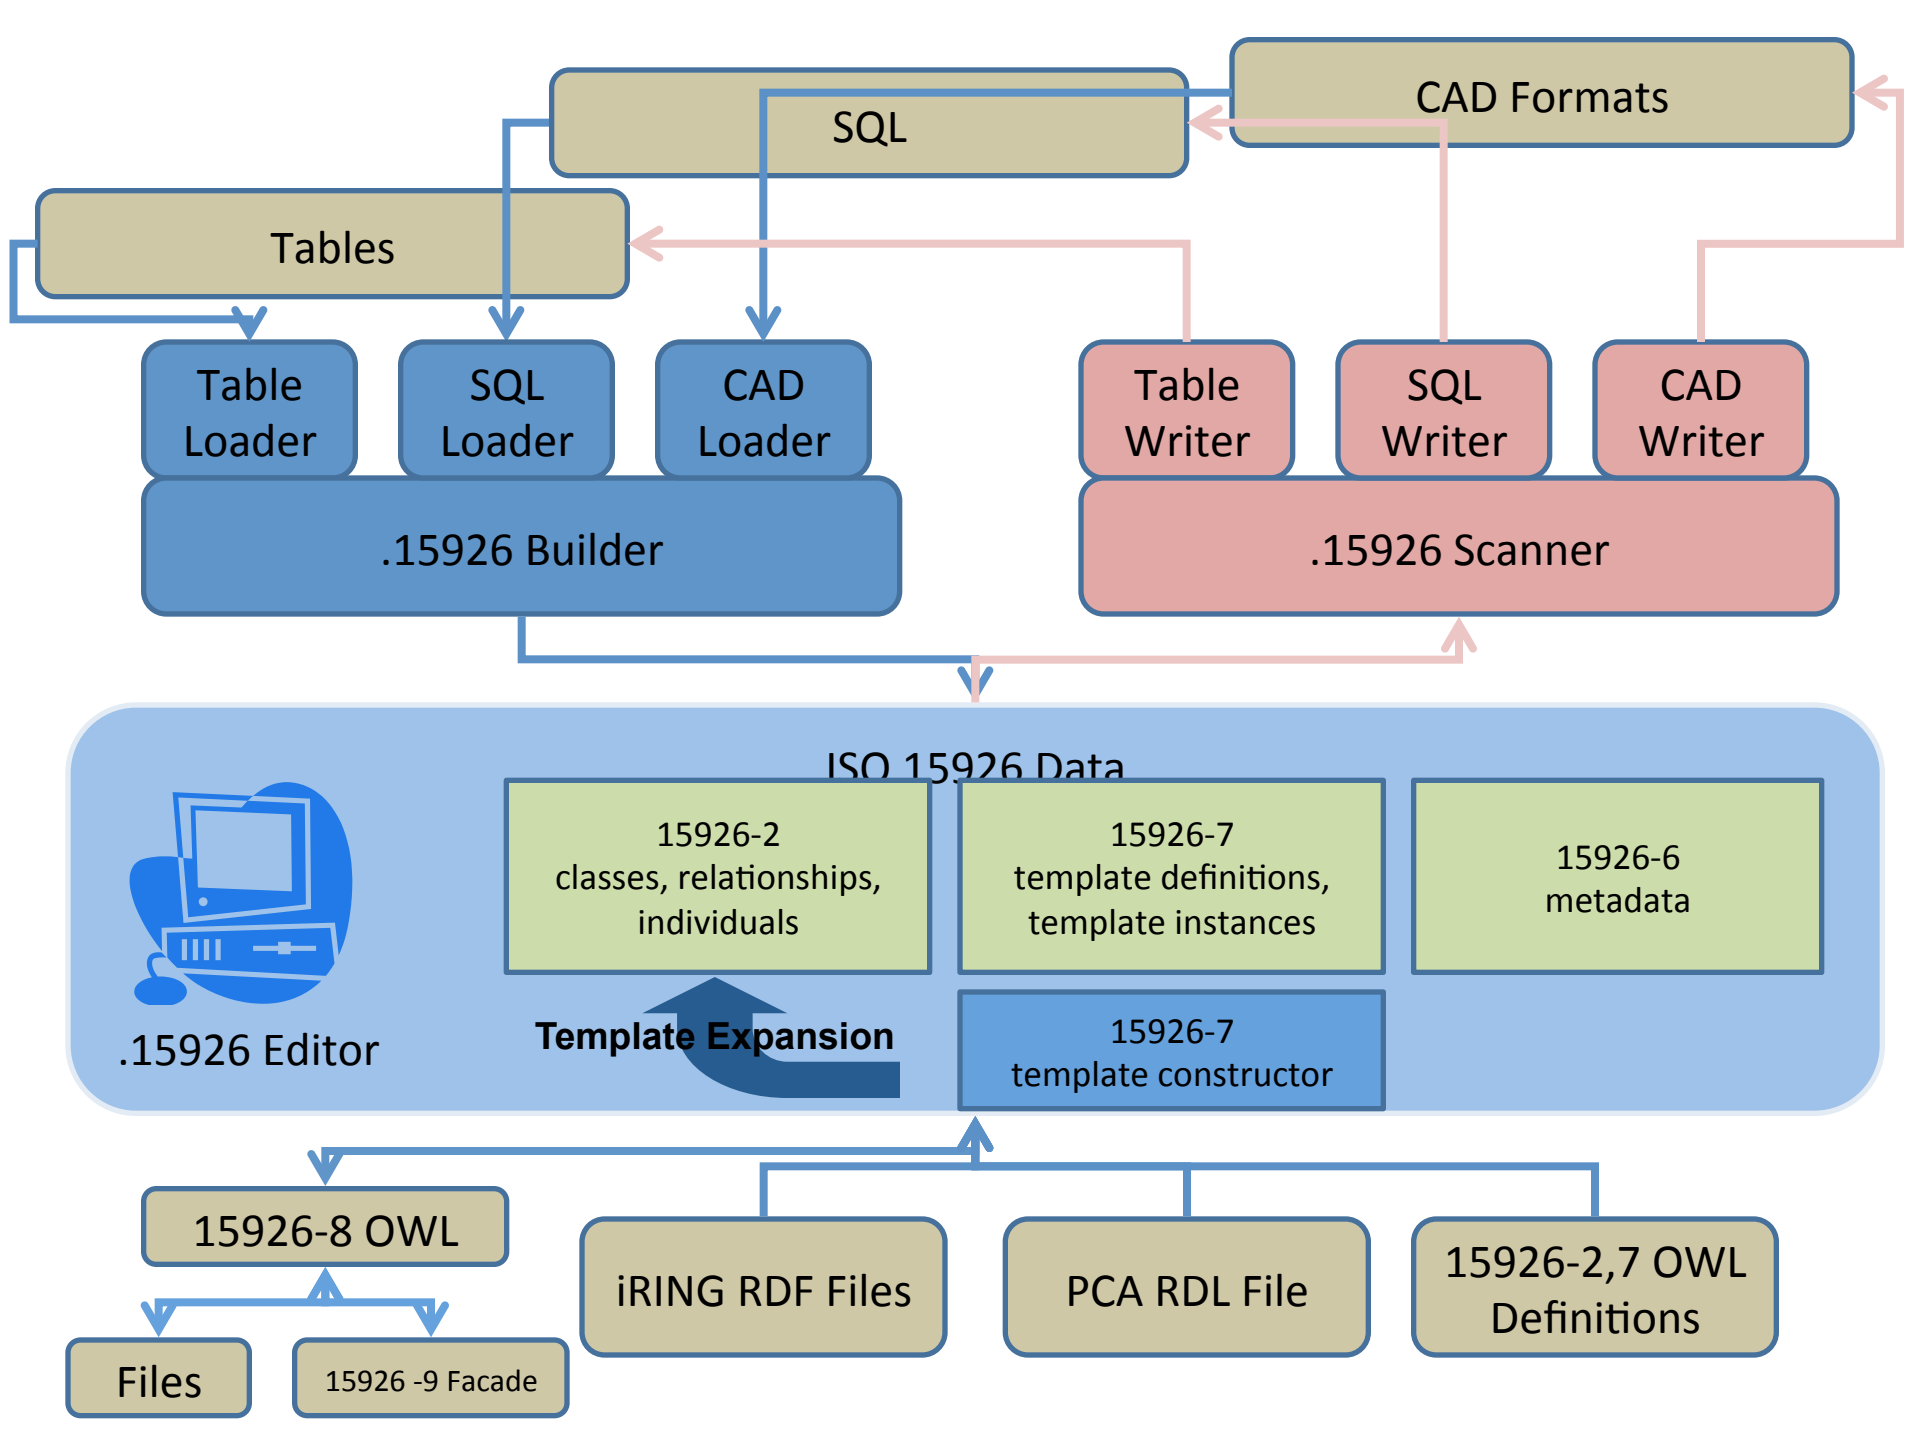 CAD Formats
SQL
Tables
Table
Loader
SQL
Loader
CAD
Loader
Table
Writer
SQL
Writer
CAD
Writer
.15926 Builder
.15926 Scanner
ISO 15926 Data
15926-2
classes, relationships,
individuals
15926-7
template definitions,
template instances
15926-6
metadata
.15926 Editor
Template Expansion
15926-7
template constructor
15926-8 OWL
iRING RDF Files
PCA RDL File
15926-2,7 OWL
Definitions
Files
15926 -9 Facade